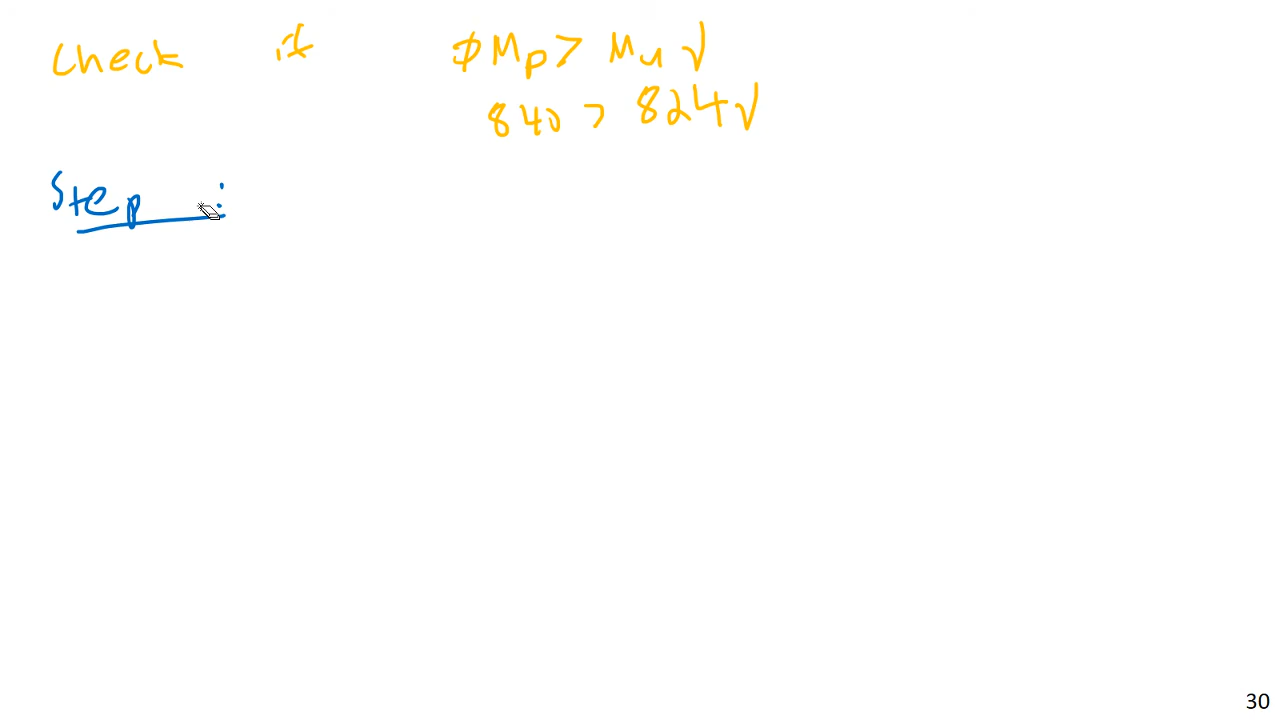 Check if φMp > Mu √
840 > 824 √
Step :
30